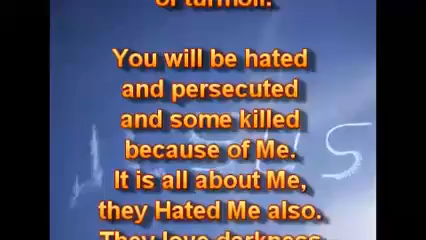 of turmoil.
You will be hated
and persecuted
and some killed
because of Me.
It is all about Me,
they Hated Me also.
They love darkness